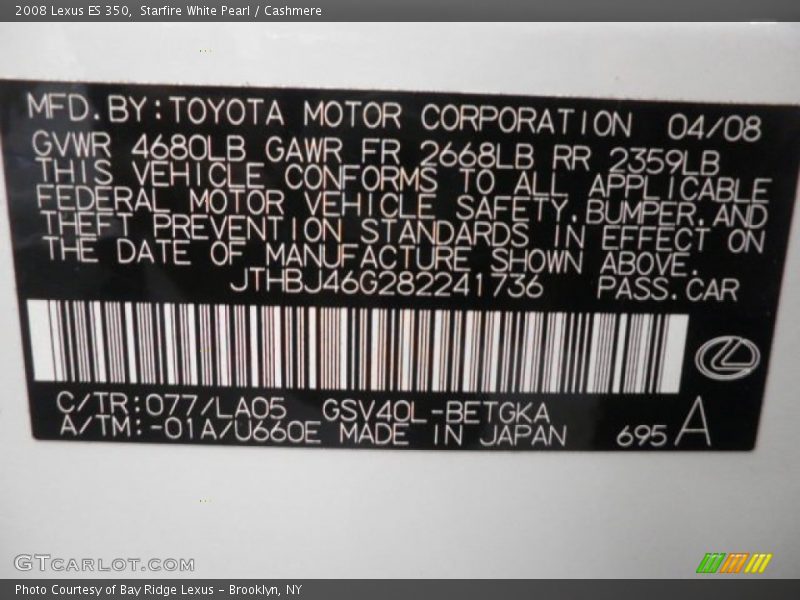 2008 Lexus ES 350, Starfire White Pearl / Cashmere
MFD. BY: TOYOTA MOTOR CORPORATION 04/08
GVWR 4680LB GAWR FR 2668LB RR 2359LB
THIS VEHICLE CONFORMS TO ALL APPLICABLE
FEDERAL MOTOR VEHICLE SAFETY, BUMPER, AND
THEFT PREVENTION STANDARDS IN EFFECT ON
THE DATE OF MANUFACTURE SHOWN ABOVE.
JTHBJ46G282241736 PASS. CAR
C/TR: 077/LA05 GSV40L-BETGKA
A/TM: -01A/U660E MADE IN JAPAN 695 A
GTCARLOT.COM
Photo Courtesy of Bay Ridge Lexus - Brooklyn, NY